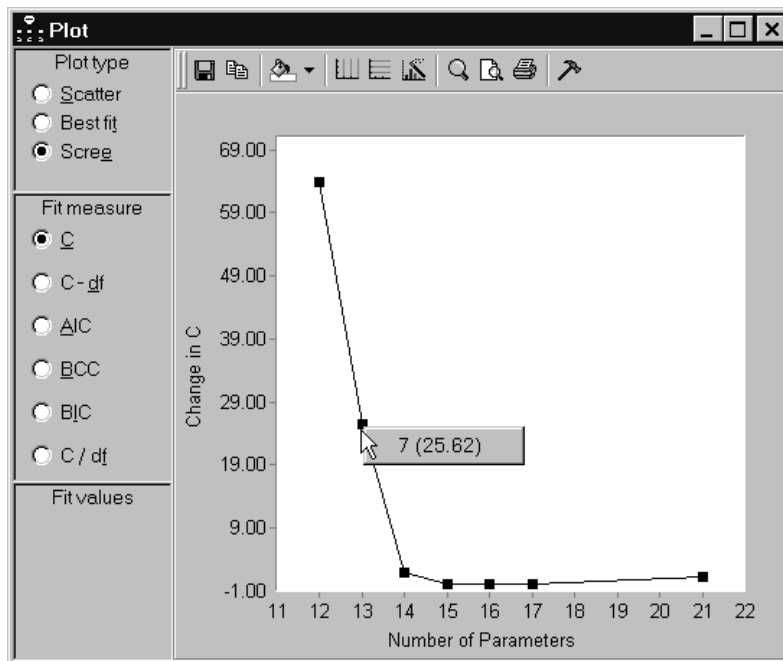 Plot
Plot type
Scatter
Best fit
Scree
Fit measure
C
C - df
AIC
BCC
BIC
C / df
Fit values
69.00
59.00
49.00
39.00
29.00
19.00
9.00
-1.00
Change in C
7 (25.62)
11 12 13 14 15 16 17 18 19 20 21 22
Number of Parameters